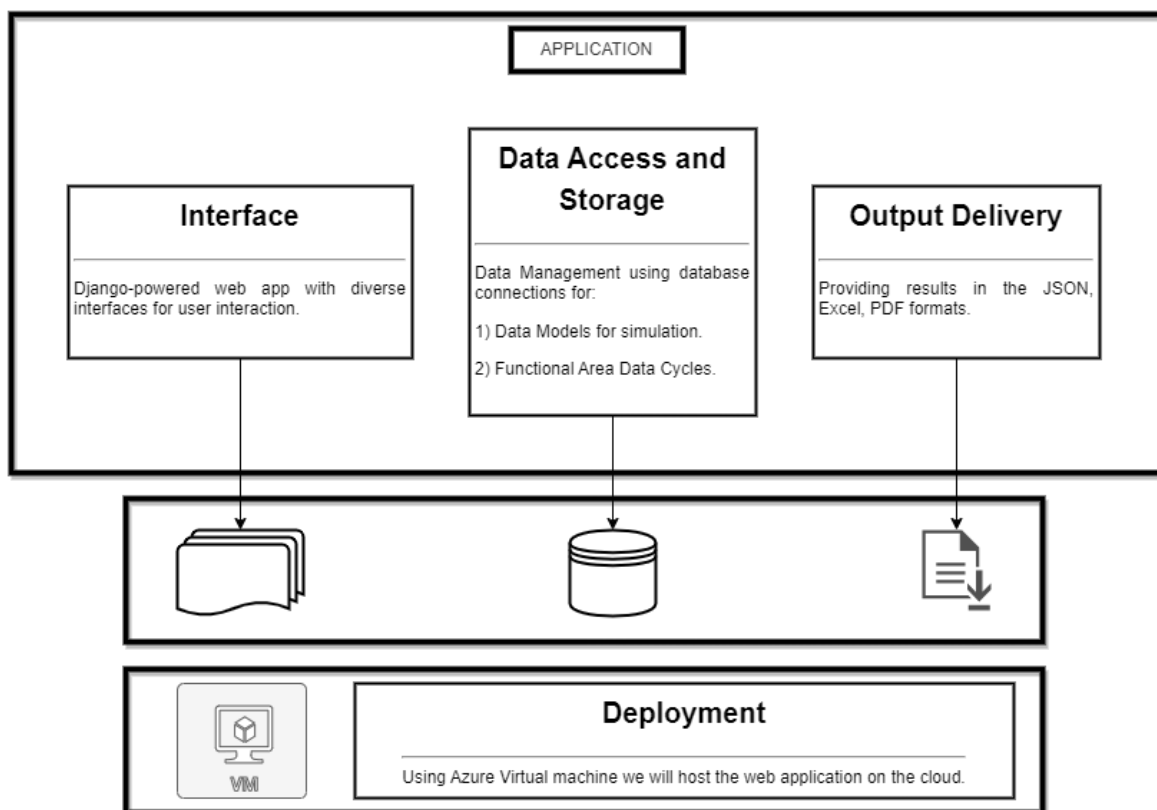 APPLICATION
Interface
Django-powered web app with diverse
interfaces for user interaction.
Data Access and
Storage
Data Management using database
connections for:
1) Data Models for simulation.
2) Functional Area Data Cycles.
Output Delivery
Providing results in the JSON,
Excel, PDF formats.
VM
Deployment
Using Azure Virtual machine we will host the web application on the cloud.